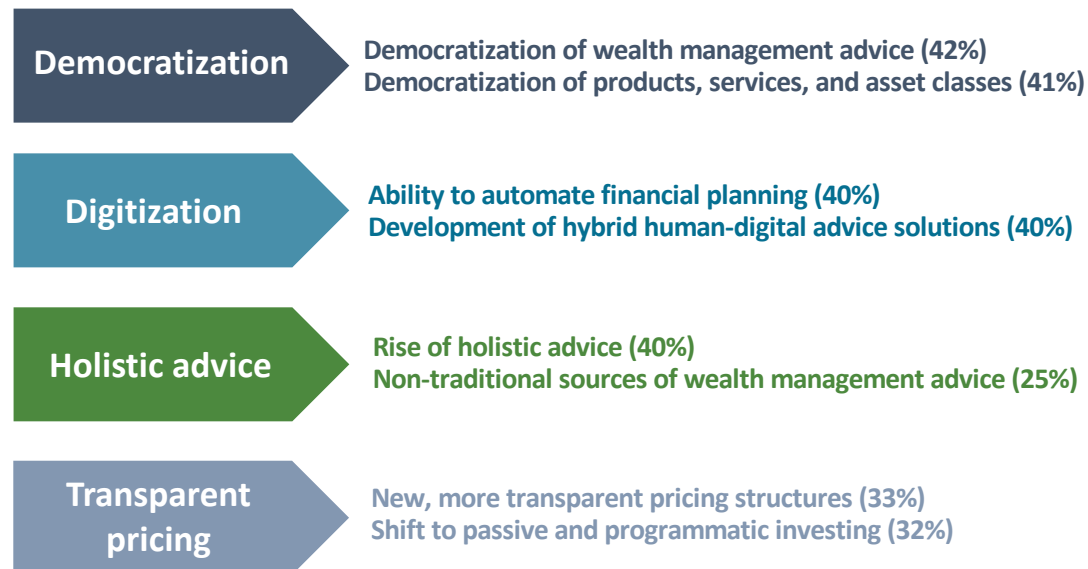 Democratization
Democratization of wealth management advice (42%)
Democratization of products, services, and asset classes (41%)
Digitization
Ability to automate financial planning (40%)
Development of hybrid human-digital advice solutions (40%)
Holistic advice
Rise of holistic advice (40%)
Non-traditional sources of wealth management advice (25%)
Transparent
pricing
New, more transparent pricing structures (33%)
Shift to passive and programmatic investing (32%)